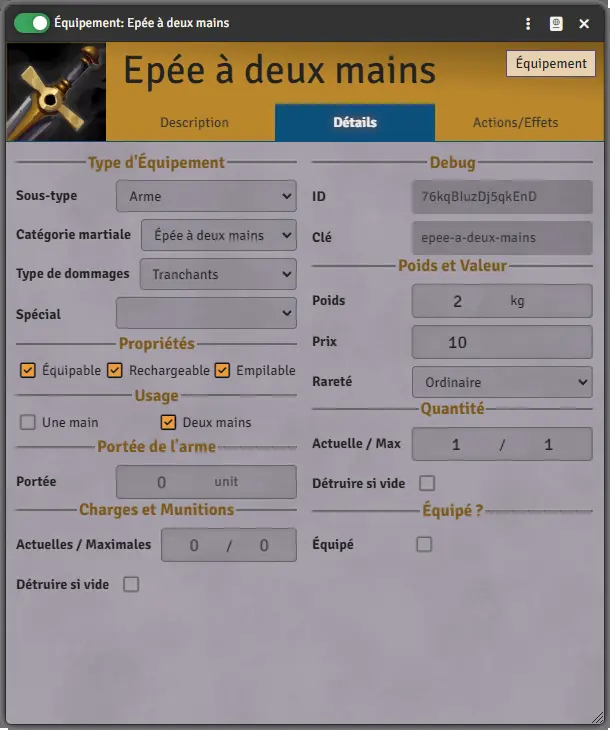 Équipement: Epée à deux mains
Epée à deux mains
Équipement
Description
Détails
Actions/Effets
Type d'Équipement
Sous-type
Arme
Catégorie martiale
Épée à deux mains
Type de dommages
Tranchants
Spécial
Propriétés
Équipable
Rechargeable
Empilable
Usage
Une main
Deux mains
Portée de l'arme
Portée
0 unit
Charges et Munitions
Actuelles / Maximales
0 / 0
Détruire si vide
Debug
ID
76kqBIuzDj5qkEnD
Clé
epee-a-deux-mains
Poids et Valeur
Poids
2 kg
Prix
10
Rareté
Ordinaire
Quantité
Actuelle / Max
1 / 1
Détruire si vide
Équipé ?
Équipé